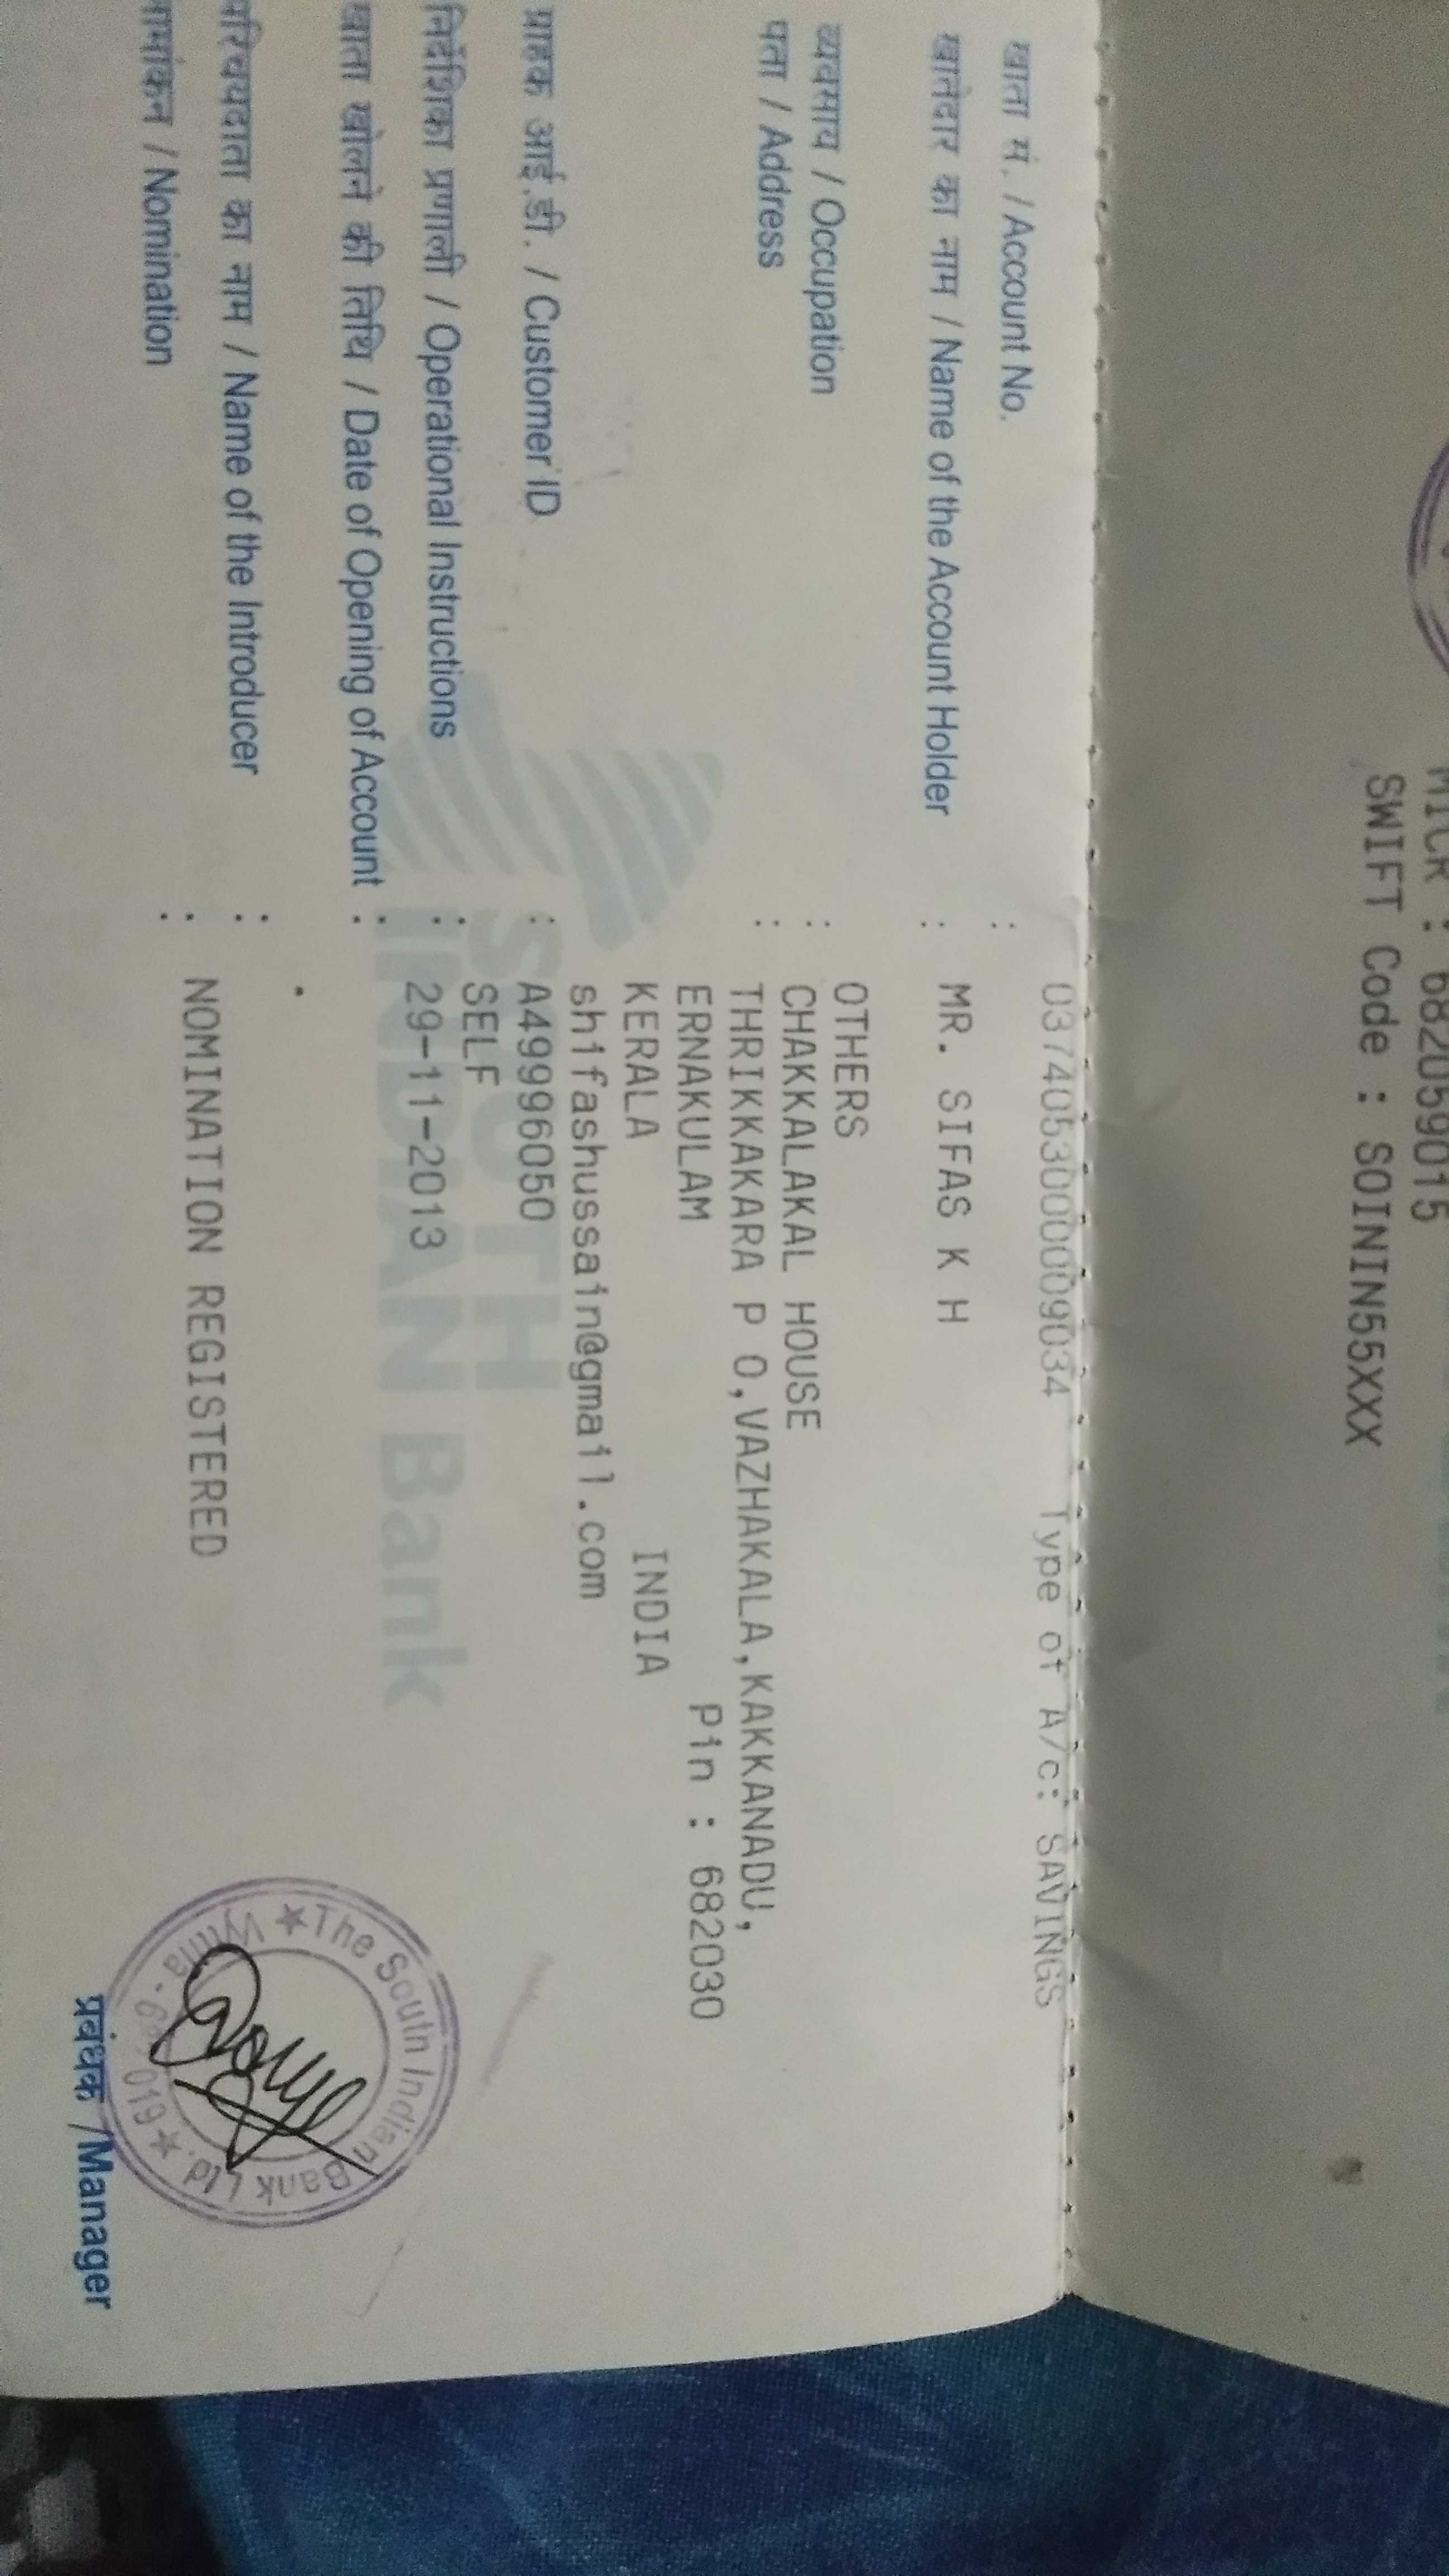 MICR : 682059015
SWIFT Code : SOININ55XXX
खाता सं. / Account No. : 0374053000009034 Type of A/c: SAVINGS
खातेदार का नाम / Name of the Account Holder : MR. SIFAS K H
व्यवसाय / Occupation : OTHERS
पता / Address : CHAKKALAKAL HOUSE
THRIKKAKARA P O,VAZHAKALA,KAKKANADU,
ERNAKULAM Pin : 682030
KERALA INDIA
shifashussain@gmail.com
ग्राहक आई.डी. / Customer ID : A49996050
निर्देशिका प्रणाली / Operational Instructions : SELF
खाता खोलने की तिथि / Date of Opening of Account : 29-11-2013
परिचयदाता का नाम / Name of the Introducer : .
नामांकन / Nomination : NOMINATION REGISTERED
SOUTH
INDIAN Bank
The South Indian Bank Ltd.
प्रबंधक /Manager